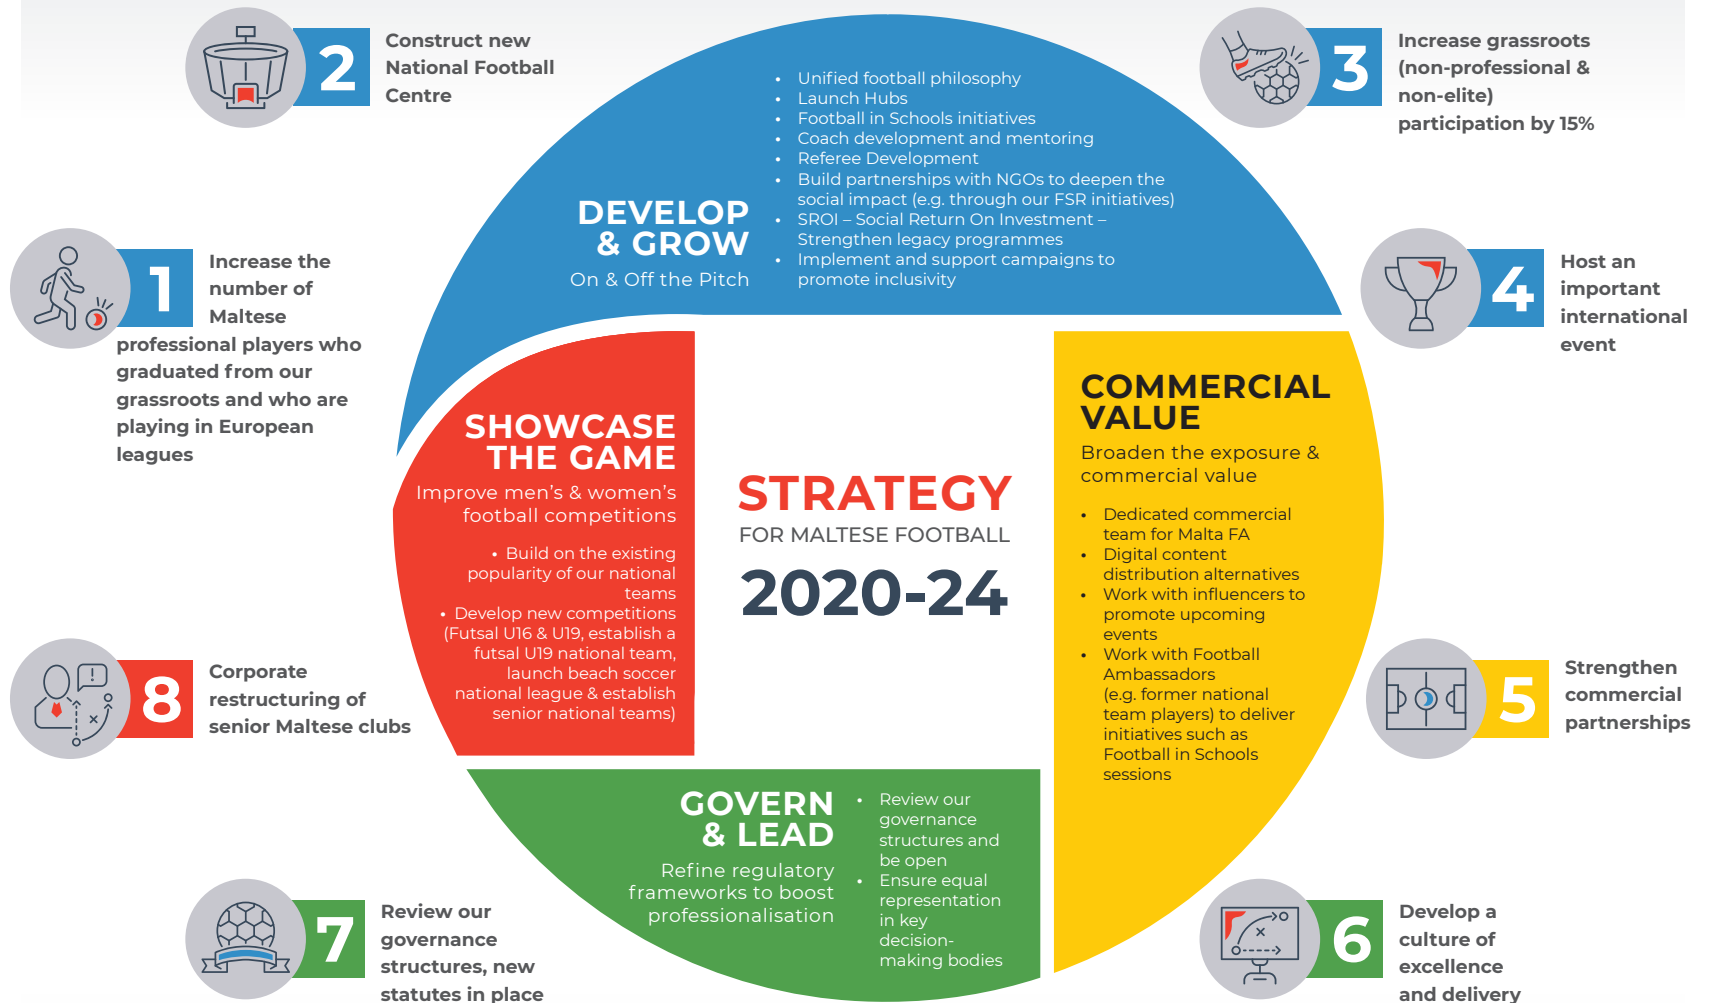 2
Construct new
National Football
Centre
3
Increase grassroots
(non-professional &
non-elite)
participation by 15%
1
Increase the
number of
Maltese
professional players who
graduated from our
grassroots and who are
playing in European
leagues
4
Host an
important
international
event
DEVELOP
& GROW
On & Off the Pitch
• Unified football philosophy
• Launch Hubs
• Football in Schools initiatives
• Coach development and mentoring
• Referee Development
• Build partnerships with NGOs to deepen the
social impact (e.g. through our FSR initiatives)
• SROI – Social Return On Investment –
Strengthen legacy programmes
• Implement and support campaigns to
promote inclusivity
SHOWCASE
THE GAME
Improve men's & women's
football competitions
• Build on the existing
popularity of our national
teams
• Develop new competitions
(Futsal U16 & U19, establish a
futsal U19 national team,
launch beach soccer
national league & establish
senior national teams)
STRATEGY
FOR MALTESE FOOTBALL
2020-24
COMMERCIAL
VALUE
Broaden the exposure &
commercial value
• Dedicated commercial
team for Malta FA
• Digital content
distribution alternatives
• Work with influencers to
promote upcoming
events
• Work with Football
Ambassadors
(e.g. former national
team players) to deliver
initiatives such as
Football in Schools
sessions
8
Corporate
restructuring of
senior Maltese clubs
5
Strengthen
commercial
partnerships
GOVERN
& LEAD
Refine regulatory
frameworks to boost
professionalisation
• Review our
governance
structures and
be open
• Ensure equal
representation
in key
decision-
making bodies
7
Review our
governance
structures, new
statutes in place
6
Develop a
culture of
excellence
and delivery